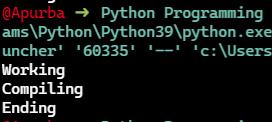 @Apurba ➜ Python Programming
ams\Python\Python39\python.exe
uncher' '60335' '--' 'c:\Users
Working
Compiling
Ending